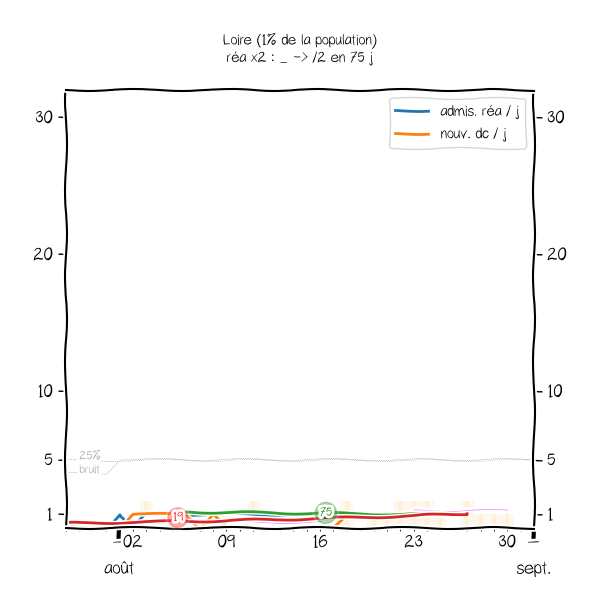 Loire (1% de la population)
réa x2 : _ -> /2 en 75 j
admis. réa / j
nouv. dc / j
30
30
20
20
10
10
5
5
25%
bruit
1
1
19
75
02
09
16
23
30
août
sept.